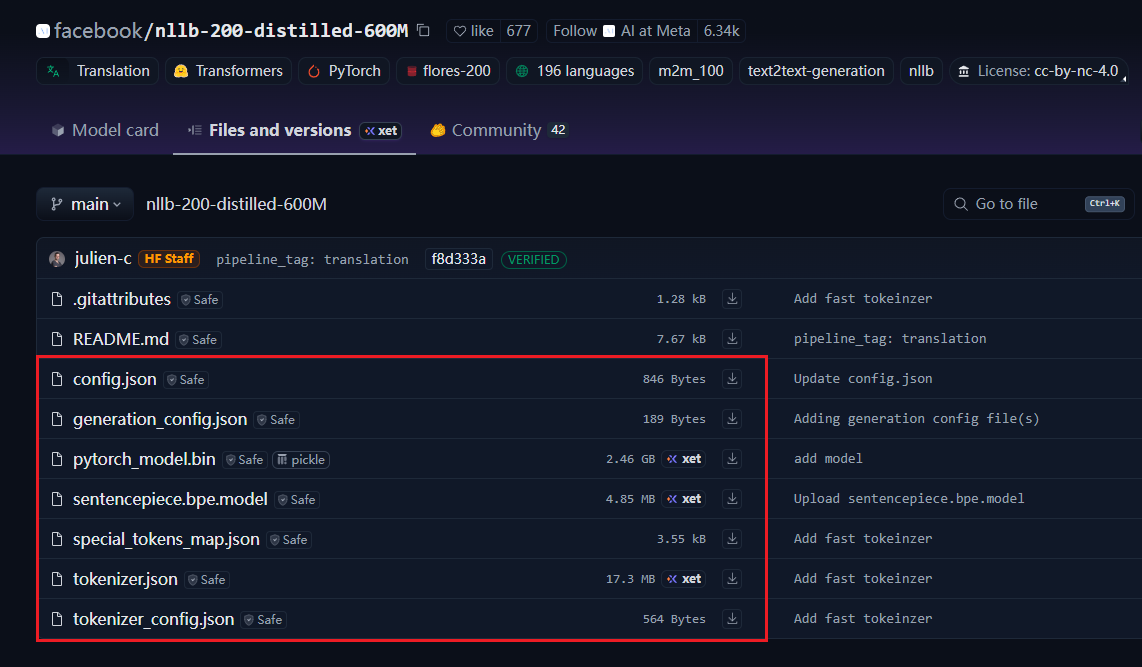 facebook/nllb-200-distilled-600M like 677 Follow AI at Meta 6.34k
Translation Transformers PyTorch flores-200 196 languages m2m_100 text2text-generation nllb License: cc-by-nc-4.0
Model card Files and versions xet Community 42
main nllb-200-distilled-600M Go to file Ctrl+K
julien-c HF Staff pipeline_tag: translation f8d333a VERIFIED
.gitattributes Safe 1.28 kB Add fast tokeinzer
README.md Safe 7.67 kB pipeline_tag: translation
config.json Safe 846 Bytes Update config.json
generation_config.json Safe 189 Bytes Adding generation config file(s)
pytorch_model.bin Safe pickle 2.46 GB xet add model
sentencepiece.bpe.model Safe 4.85 MB xet Upload sentencepiece.bpe.model
special_tokens_map.json Safe 3.55 kB Add fast tokeinzer
tokenizer.json Safe 17.3 MB xet Add fast tokeinzer
tokenizer_config.json Safe 564 Bytes Add fast tokeinzer